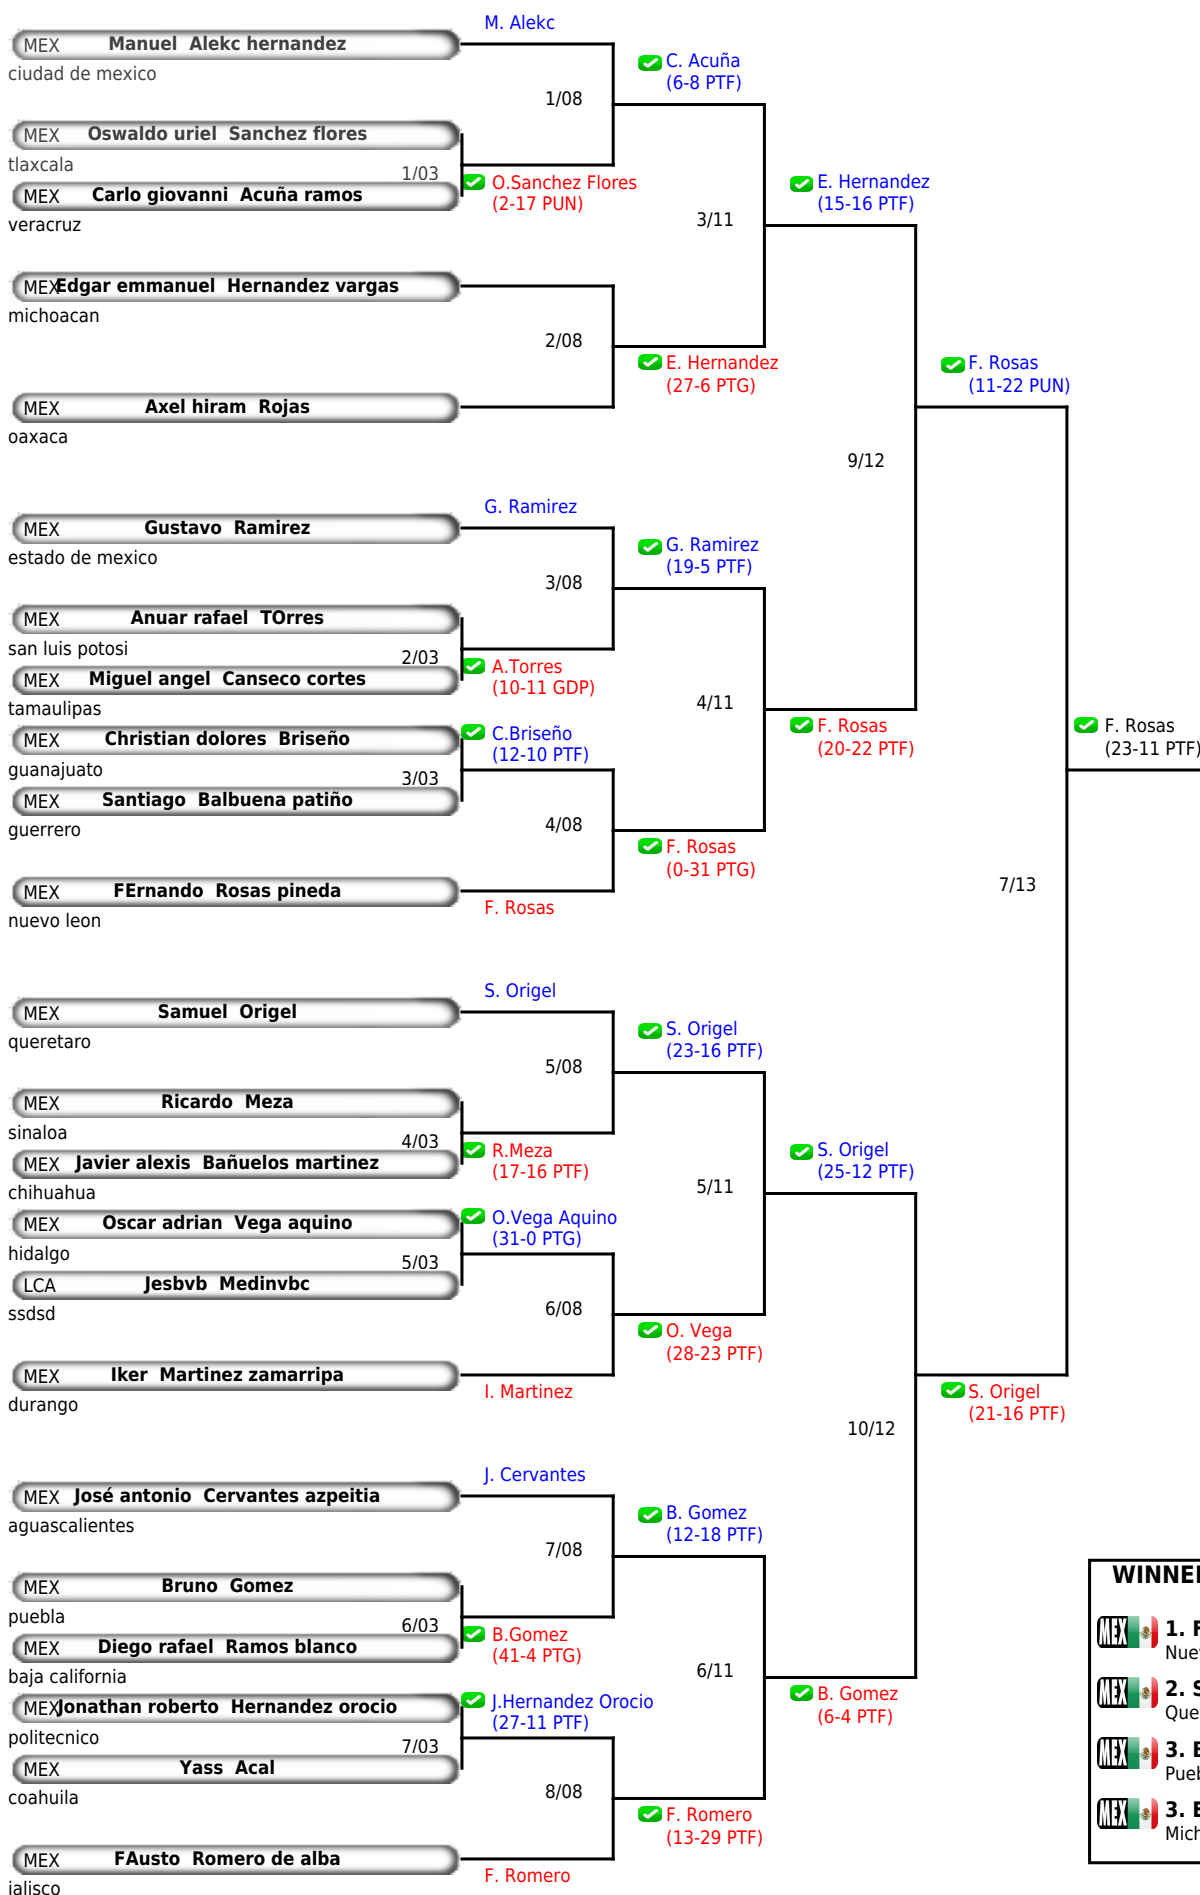 M. Alekc
MEX Manuel Alekc hernandez
ciudad de mexico
C. Acuña
(6-8 PTF)
1/08
MEX Oswaldo uriel Sanchez flores
tlaxcala
1/03
O.Sanchez Flores
(2-17 PUN)
MEX Carlo giovanni Acuña ramos
veracruz
E. Hernandez
(15-16 PTF)
3/11
MEX Edgar emmanuel Hernandez vargas
michoacan
2/08
E. Hernandez
(27-6 PTG)
F. Rosas
(11-22 PUN)
MEX Axel hiram Rojas
oaxaca
9/12
G. Ramirez
MEX Gustavo Ramirez
estado de mexico
G. Ramirez
(19-5 PTF)
3/08
MEX Anuar rafael TOrres
san luis potosi
2/03
A.Torres
(10-11 GDP)
MEX Miguel angel Canseco cortes
tamaulipas
4/11
F. Rosas
(20-22 PTF)
F. Rosas
(23-11 PTF)
MEX Christian dolores Briseño
guanajuato
C.Briseño
(12-10 PTF)
3/03
MEX Santiago Balbuena patiño
guerrero
4/08
F. Rosas
(0-31 PTG)
MEX FErnando Rosas pineda
nuevo leon
F. Rosas
7/13
S. Origel
MEX Samuel Origel
queretaro
S. Origel
(23-16 PTF)
5/08
MEX Ricardo Meza
sinaloa
4/03
R.Meza
(17-16 PTF)
MEX Javier alexis Bañuelos martinez
chihuahua
S. Origel
(25-12 PTF)
5/11
MEX Oscar adrian Vega aquino
hidalgo
O.Vega Aquino
(31-0 PTG)
5/03
LCA Jesbvb Medinvbc
ssdsd
6/08
O. Vega
(28-23 PTF)
MEX Iker Martinez zamarripa
durango
I. Martinez
S. Origel
(21-16 PTF)
10/12
J. Cervantes
MEX José antonio Cervantes azpeitia
aguascalientes
B. Gomez
(12-18 PTF)
7/08
MEX Bruno Gomez
puebla
6/03
B.Gomez
(41-4 PTG)
MEX Diego rafael Ramos blanco
baja california
6/11
B. Gomez
(6-4 PTF)
MEX Jonathan roberto Hernandez orocio
politecnico
J.Hernandez Orocio
(27-11 PTF)
7/03
MEX Yass Acal
coahuila
8/08
F. Romero
(13-29 PTF)
MEX FAusto Romero de alba
jalisco
F. Romero
WINNE
MEX 1. F
Nue
MEX 2. S
Que
MEX 3. B
Pueb
MEX 3. E
Mich